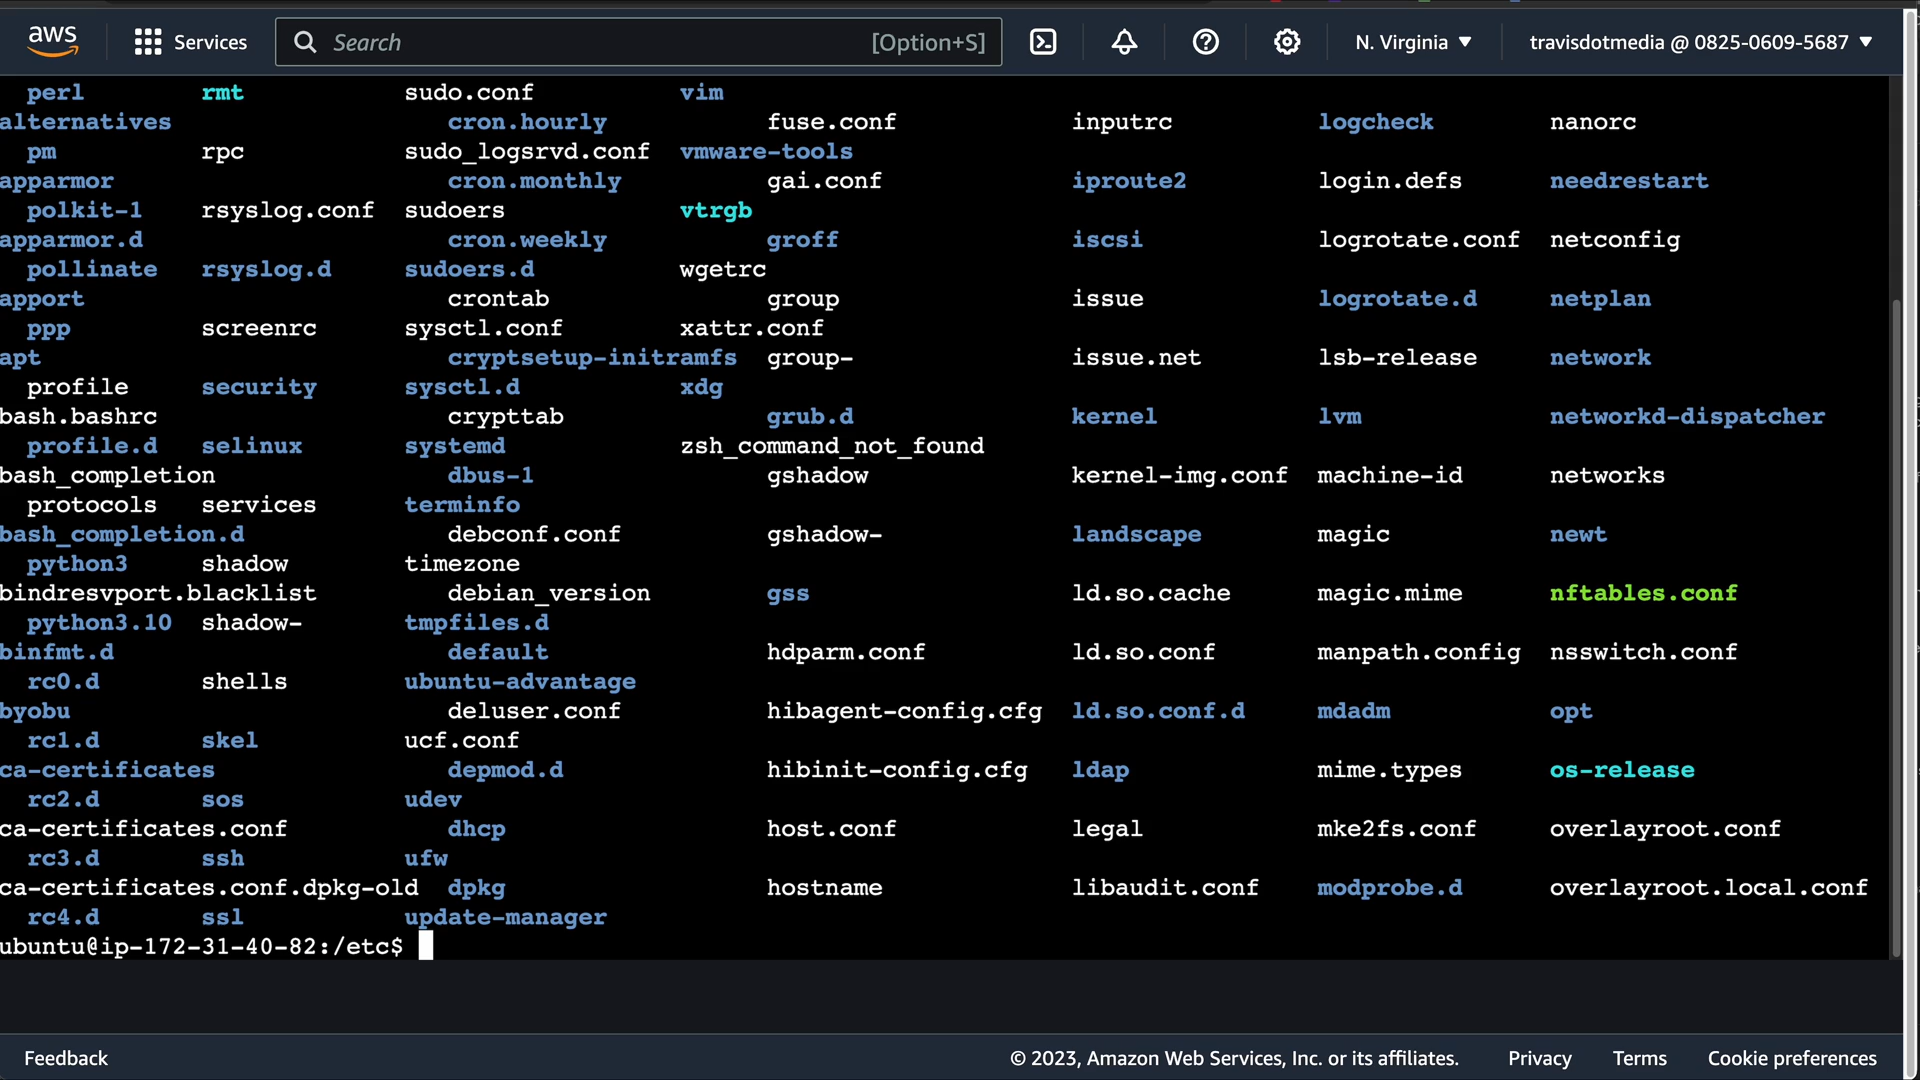 aws Services Search [Option+S] N. Virginia ▼ travisdotmedia @ 0825-0609-5687 ▼
perl rmt sudo.conf vim
alternatives cron.hourly fuse.conf inputrc logcheck nanorc
pm rpc sudo_logsrvd.conf vmware-tools
apparmor cron.monthly gai.conf iproute2 login.defs needrestart
polkit-1 rsyslog.conf sudoers vtrgb
apparmor.d cron.weekly groff iscsi logrotate.conf netconfig
pollinate rsyslog.d sudoers.d wgetrc
apport crontab group issue logrotate.d netplan
ppp screenrc sysctl.conf xattr.conf
apt cryptsetup-initramfs group- issue.net lsb-release network
profile security sysctl.d xdg
bash.bashrc crypttab grub.d kernel lvm networkd-dispatcher
profile.d selinux systemd zsh_command_not_found
bash_completion dbus-1 gshadow kernel-img.conf machine-id networks
protocols services terminfo
bash_completion.d debconf.conf gshadow- landscape magic newt
python3 shadow timezone
bindresvport.blacklist debian_version gss ld.so.cache magic.mime nftables.conf
python3.10 shadow- tmpfiles.d
binfmt.d default hdparm.conf ld.so.conf manpath.config nsswitch.conf
rc0.d shells ubuntu-advantage
byobu deluser.conf hibagent-config.cfg ld.so.conf.d mdadm opt
rc1.d skel ucf.conf
ca-certificates depmod.d hibinit-config.cfg ldap mime.types os-release
rc2.d sos udev
ca-certificates.conf dhcp host.conf legal mke2fs.conf overlayroot.conf
rc3.d ssh ufw
ca-certificates.conf.dpkg-old dpkg hostname libaudit.conf modprobe.d overlayroot.local.conf
rc4.d ssl update-manager
ubuntu@ip-172-31-40-82:/etc$
Feedback © 2023, Amazon Web Services, Inc. or its affiliates. Privacy Terms Cookie preferences